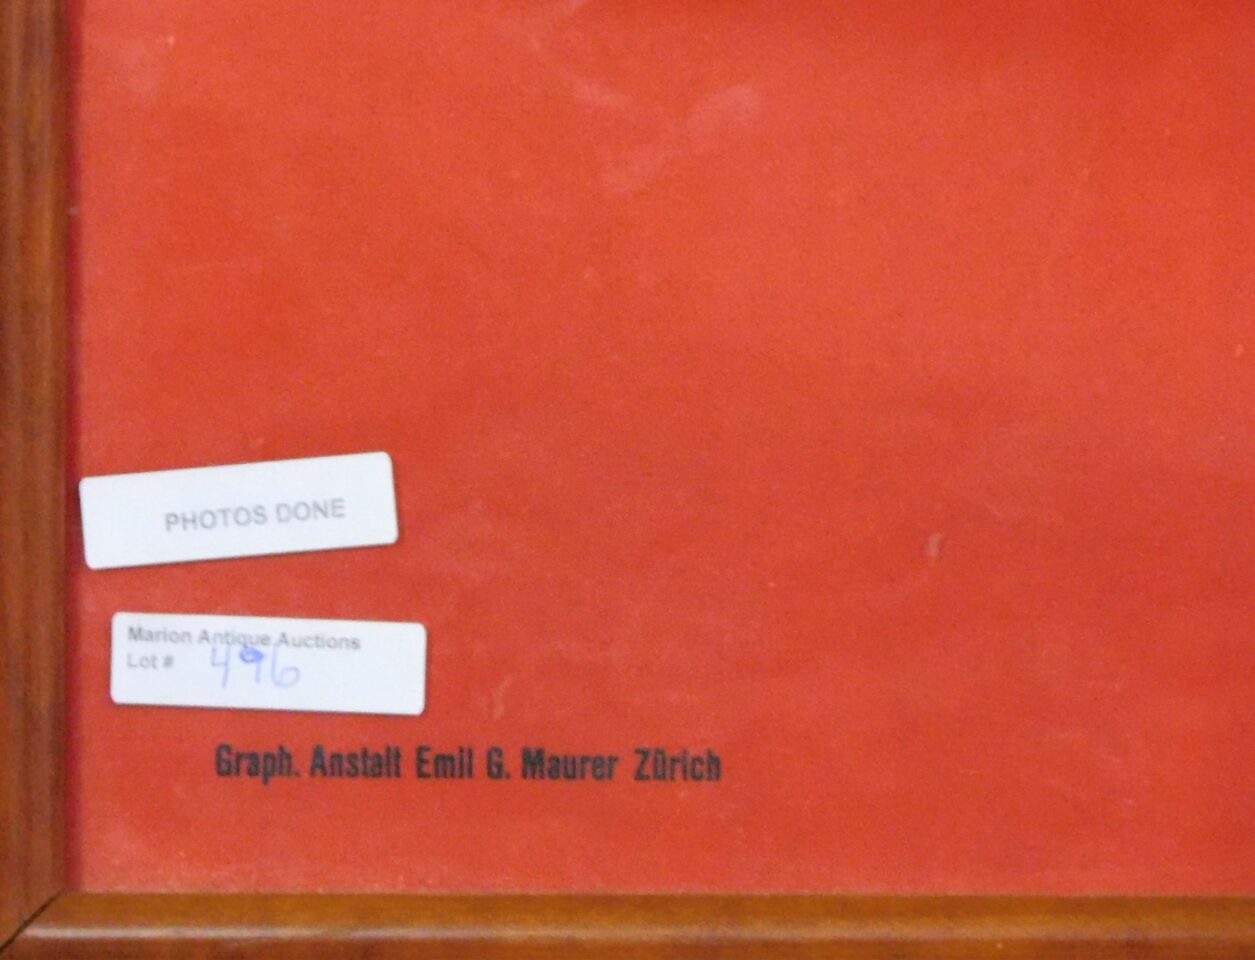 PHOTOS DONE
Marion Antique Auctions
Lot # 496
Graph. Anstalt Emil G. Maurer Zürich